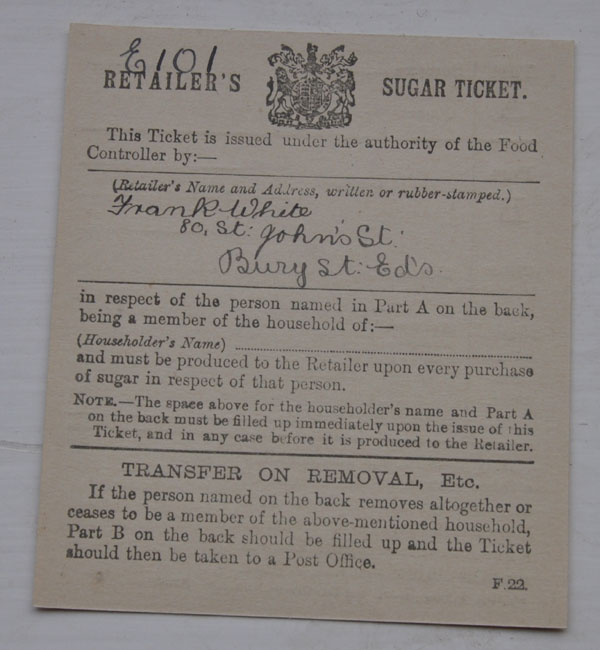 E101
RETAILER'S SUGAR TICKET.
This Ticket is issued under the authority of the Food
Controller by:—
(Retailer's Name and Address, written or rubber-stamped.)
Frank White
80, St: John's St:
Bury St: Ed's.
in respect of the person named in Part A on the back,
being a member of the household of:—
(Householder's Name)
and must be produced to the Retailer upon every purchase
of sugar in respect of that person.
NOTE.—The space above for the householder's name and Part A
on the back must be filled up immediately upon the issue of this
Ticket, and in any case before it is produced to the Retailer.
TRANSFER ON REMOVAL, Etc.
If the person named on the back removes altogether or
ceases to be a member of the above-mentioned household,
Part B on the back should be filled up and the Ticket
should then be taken to a Post Office.
F.22.